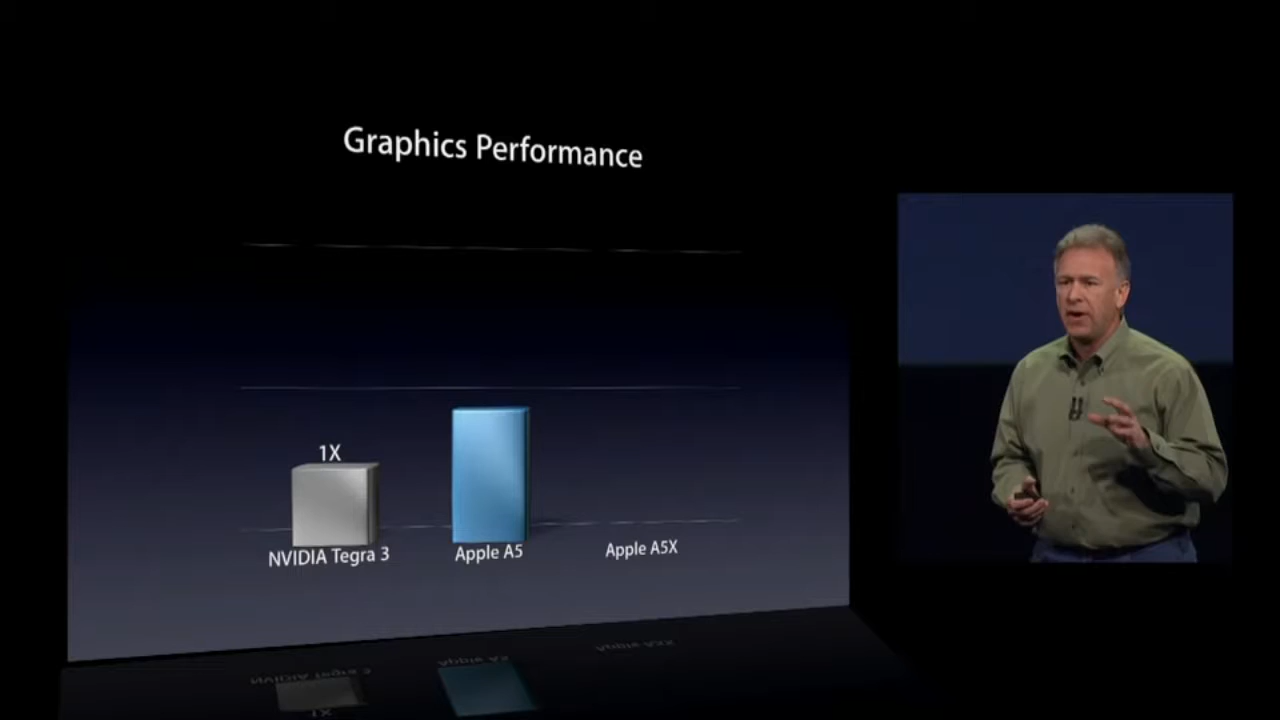 Graphics Performance
1X
NVIDIA Tegra 3
Apple A5
Apple A5X